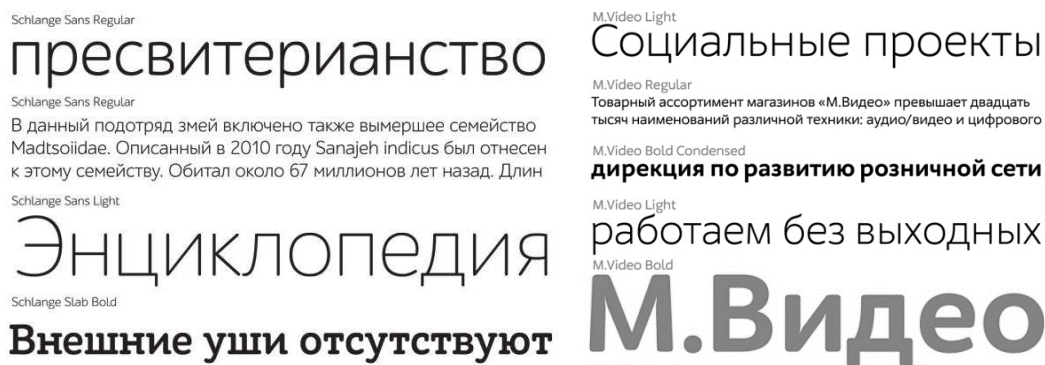 Schlange Sans Regular
пресвитерианство
Schlange Sans Regular
В данный подотряд змей включено также вымершее семейство
Madtsoiidae. Описанный в 2010 году Sanajeh indicus был отнесен
к этому семейству. Обитал около 67 миллионов лет назад. Длин
Schlange Sans Light
Энциклопедия
Schlange Slab Bold
Внешние уши отсутствуют
M.Video Light
Социальные проекты
M.Video Regular
Товарный ассортимент магазинов «М.Видео» превышает двадцать
тысяч наименований различной техники: аудио/видео и цифрового
M.Video Bold Condensed
дирекция по развитию розничной сети
M.Video Light
работаем без выходных
M.Video Bold
М.Видео